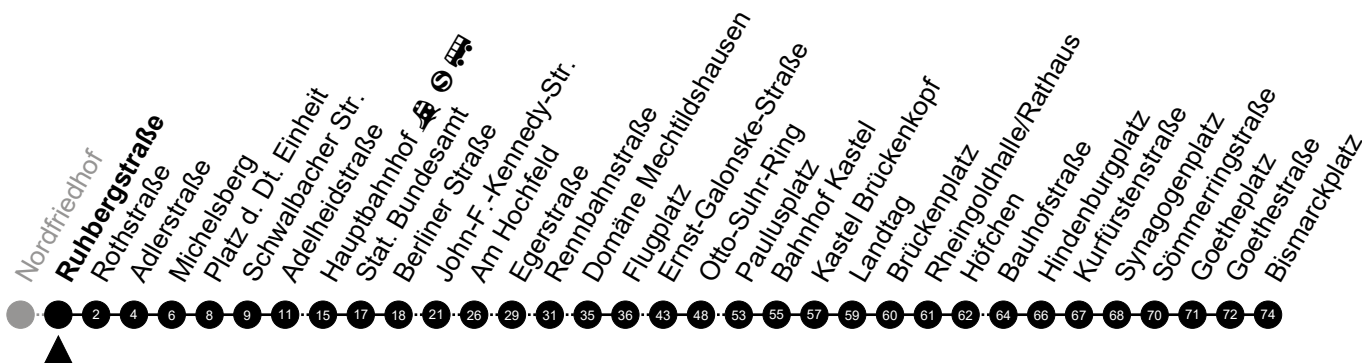 Nordfriedhof
Ruhbergstraße
Rothstraße
Adlerstraße
Michelsberg
Platz d. Dt. Einheit
Schwalbacher Str.
Adelheidstraße
Hauptbahnhof S
Stat. Bundesamt
Berliner Straße
John-F.-Kennedy-Str.
Am Hochfeld
Egerstraße
Rennbahnstraße
Domäne Mechtildshausen
Flugplatz
Ernst-Galonske-Straße
Otto-Suhr-Ring
Paulusplatz
Bahnhof Kastel
Kastel Brückenkopf
Landtag
Brückenplatz
Rheingoldhalle/Rathaus
Höfchen
Bauhofstraße
Hindenburgplatz
Kurfürstenstraße
Synagogenplatz
Sömmerringstraße
Goetheplatz
Goethestraße
Bismarckplatz
2 4 6 8 9 11 15 17 18 21 26 29 31 35 36 43 48 53 55 57 59 60 61 62 64 66 67 68 70 71 72 74